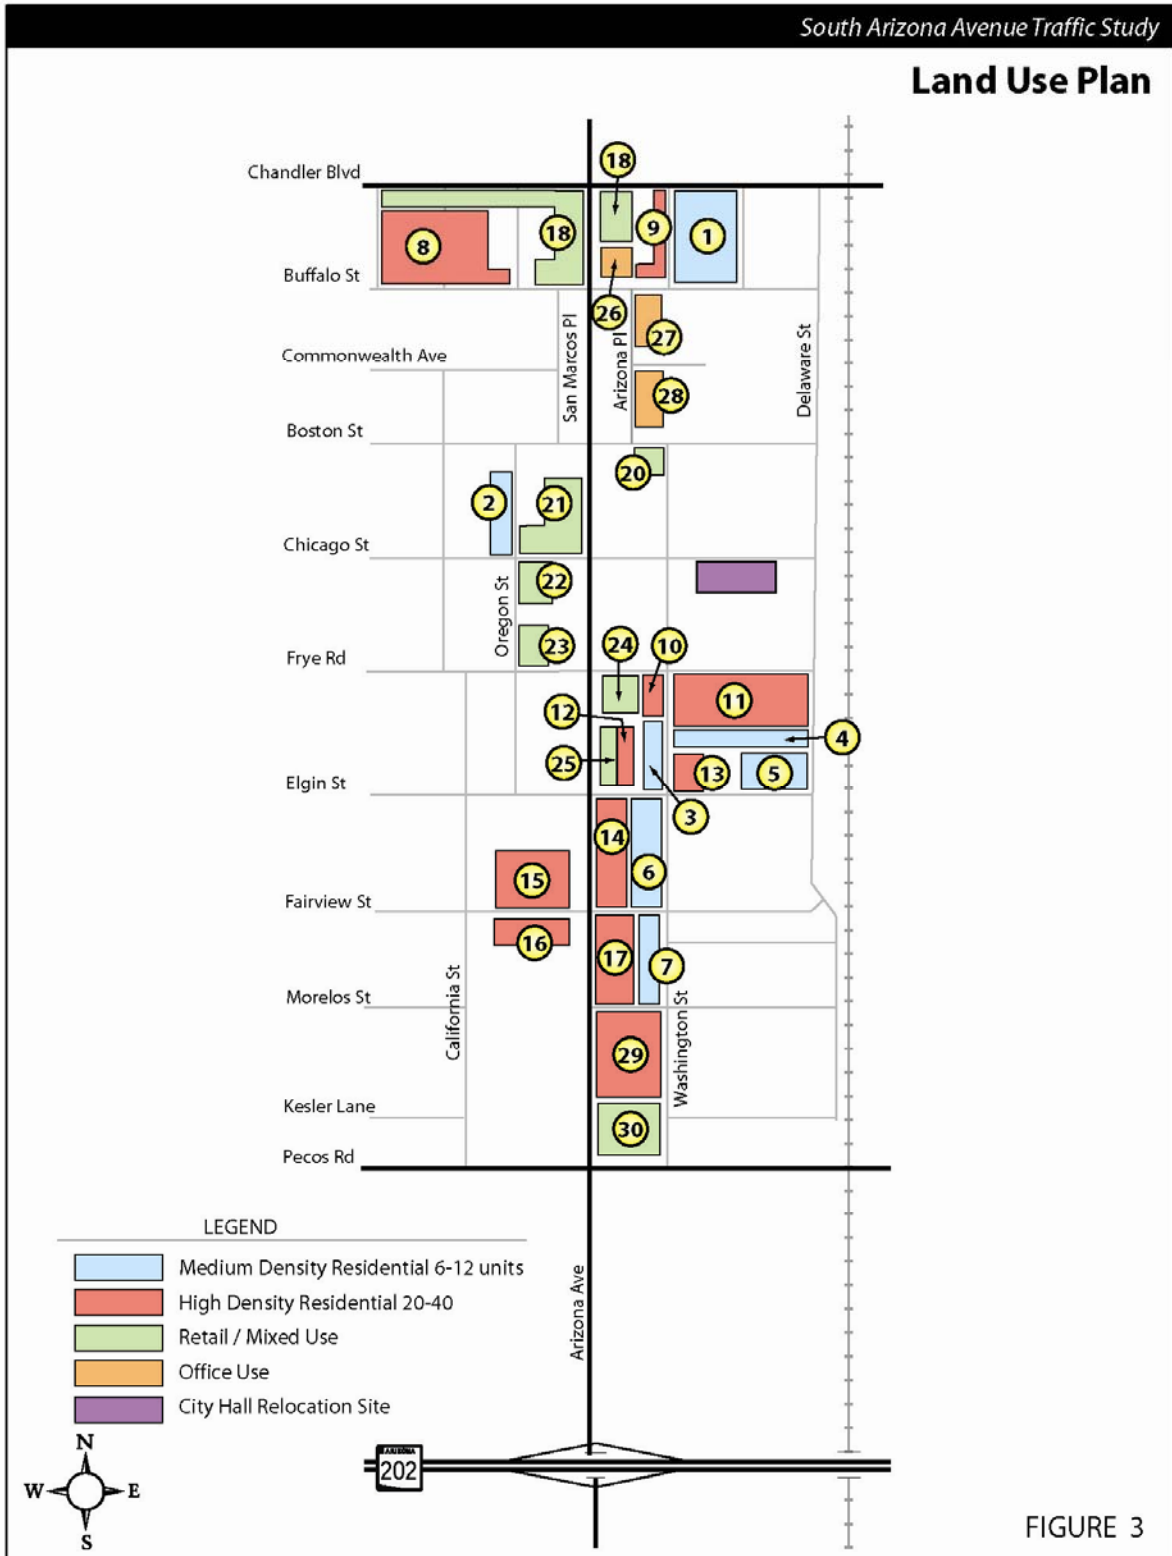 South Arizona Avenue Traffic Study
Land Use Plan
18
Chandler Blvd
8
18
9
1
Buffalo St
26
27
San Marcos Pl
Arizona Pl
Delaware St
Commonwealth Ave
28
Boston St
20
2
21
Chicago St
22
Oregon St
23
24
10
Frye Rd
11
12
4
25
13
5
Elgin St
3
14
6
15
Fairview St
16
17
7
California St
Morelos St
Washington St
29
Kesler Lane
30
Pecos Rd
LEGEND
Medium Density Residential 6-12 units
High Density Residential 20-40
Retail / Mixed Use
Office Use
City Hall Relocation Site
Arizona Ave
N
W
E
S
ARIZONA
202
FIGURE 3